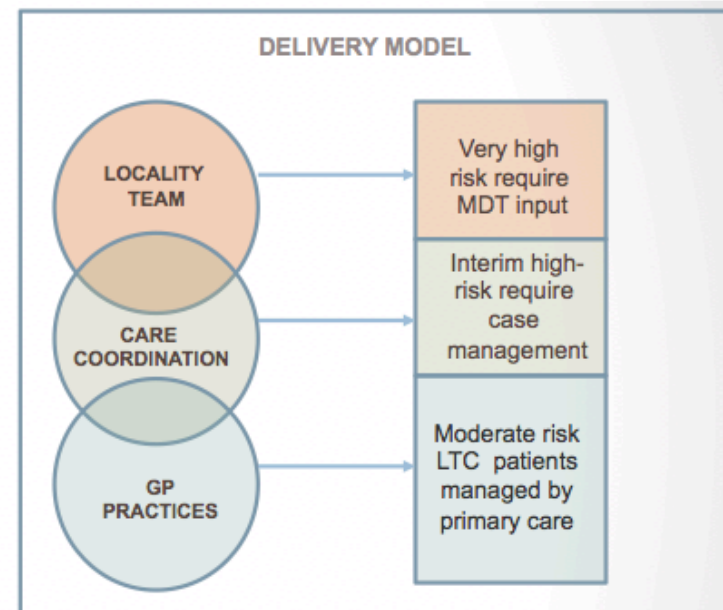 DELIVERY MODEL
LOCALITY
TEAM
Very high
risk require
MDT input
CARE
COORDINATION
Interim high-
risk require
case
management
GP
PRACTICES
Moderate risk
LTC patients
managed by
primary care